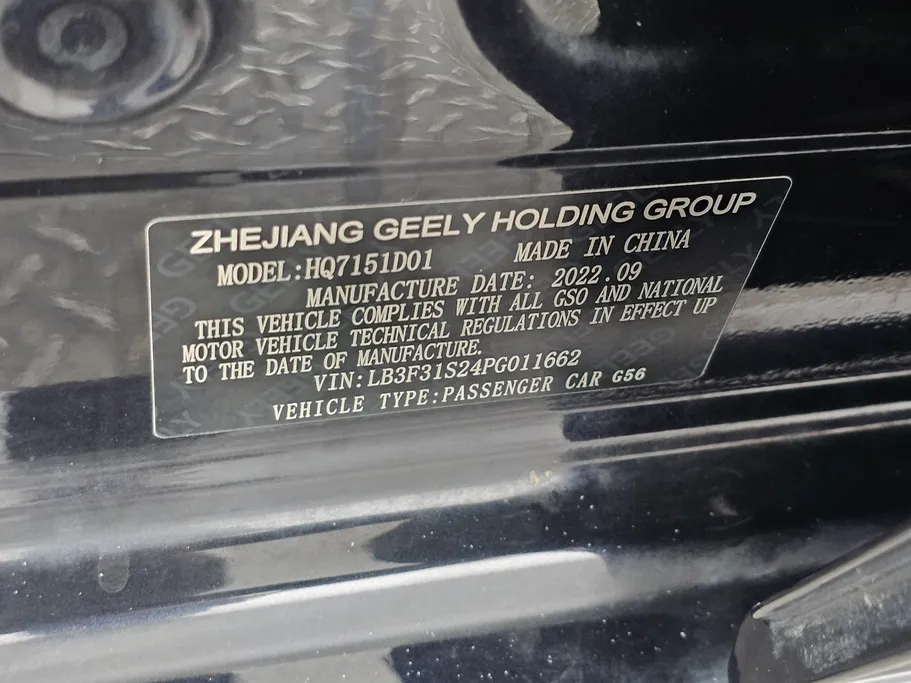 ZHEJIANG GEELY HOLDING GROUP
MODEL:HQ7151D01 MADE IN CHINA
MANUFACTURE DATE: 2022.09
THIS VEHICLE COMPLIES WITH ALL GSO AND NATIONAL
MOTOR VEHICLE TECHNICAL REGULATIONS IN EFFECT UP
TO THE DATE OF MANUFACTURE.
VIN:LB3F31S24PG011662
VEHICLE TYPE:PASSENGER CAR G56